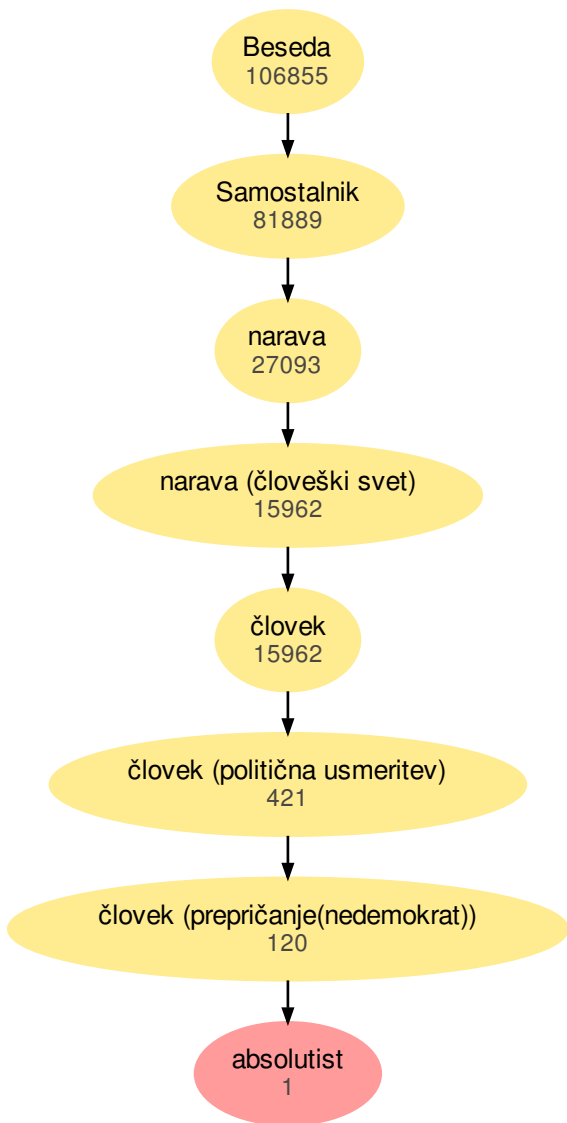 Beseda
106855
Samostalnik
81889
narava
27093
narava (človeški svet)
15962
človek
15962
človek (politična usmeritev)
421
človek (prepričanje(nedemokrat))
120
absolutist
1